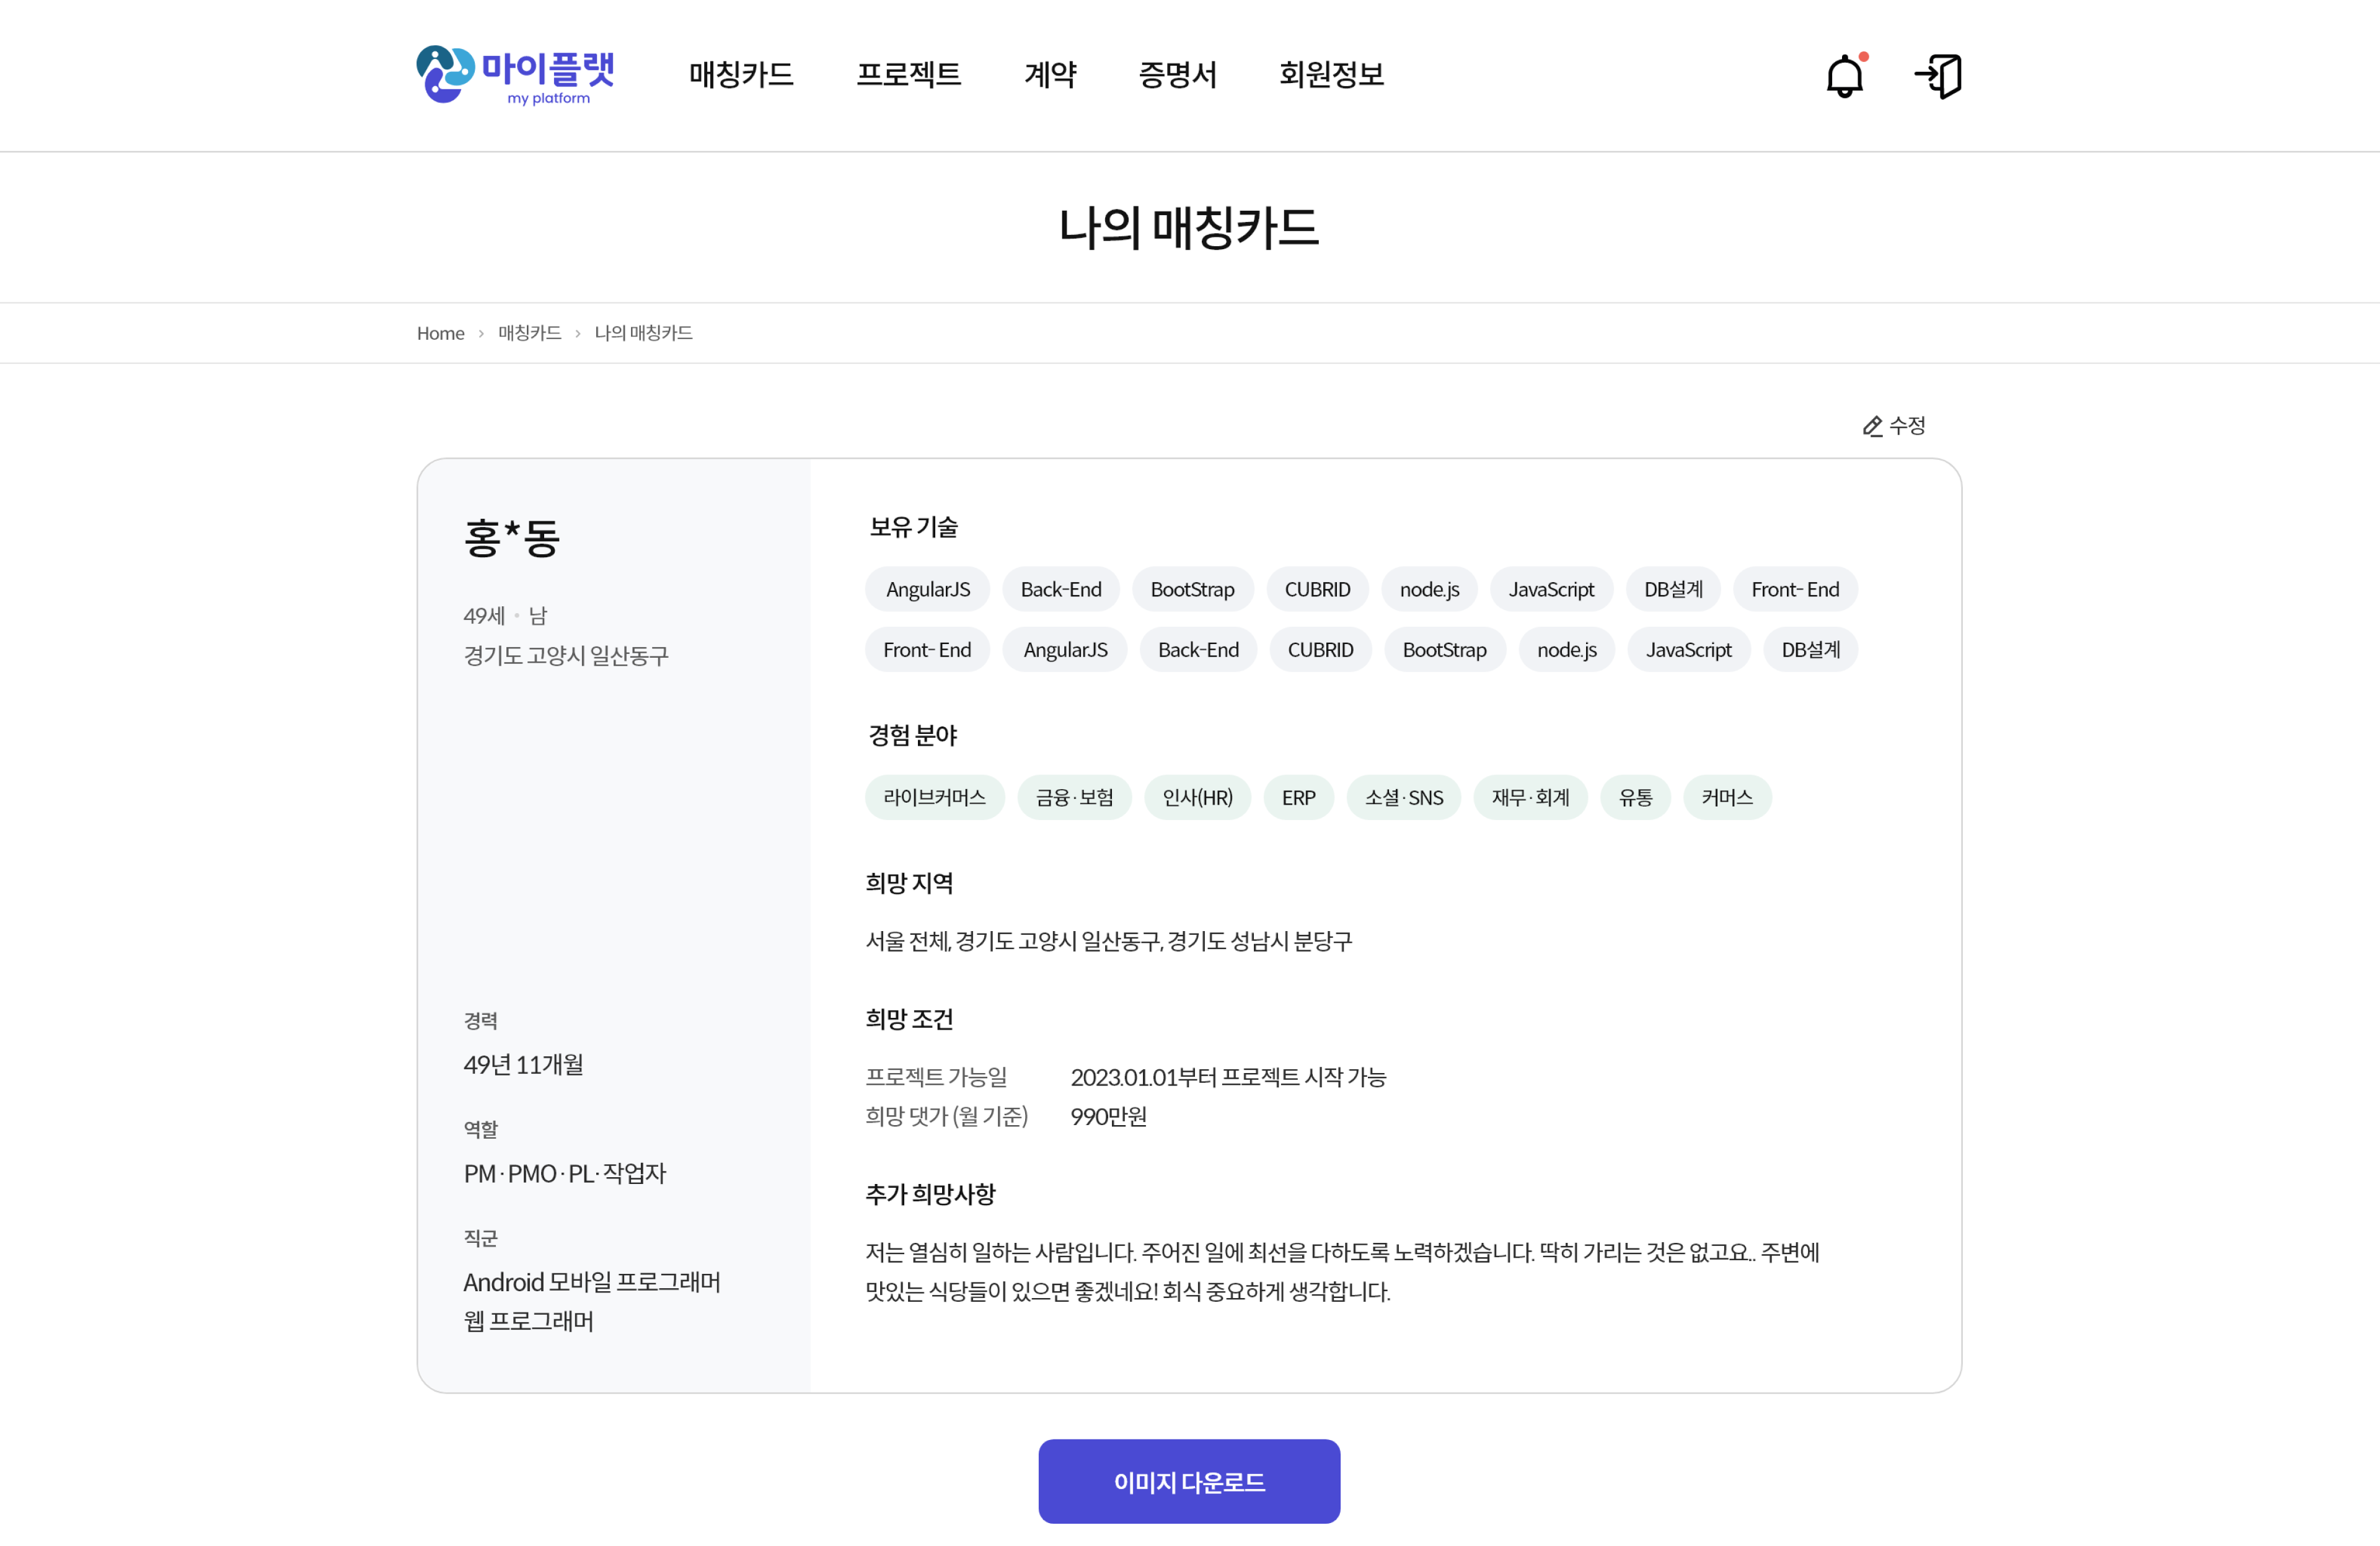 마이플랫
my platform
매칭카드 프로젝트 계약 증명서 회원정보
나의 매칭카드
Home > 매칭카드 > 나의 매칭카드
수정
홍*동
49세 • 남
경기도 고양시 일산동구
경력
49년 11개월
역할
PM · PMO · PL · 작업자
직군
Android 모바일 프로그래머
웹 프로그래머
보유 기술
AngularJS Back-End BootStrap CUBRID node.js JavaScript DB설계 Front- End
Front- End AngularJS Back-End CUBRID BootStrap node.js JavaScript DB설계
경험 분야
라이브커머스 금융 · 보험 인사(HR) ERP 소셜 · SNS 재무 · 회계 유통 커머스
희망 지역
서울 전체, 경기도 고양시 일산동구, 경기도 성남시 분당구
희망 조건
프로젝트 가능일 2023.01.01부터 프로젝트 시작 가능
희망 댓가 (월 기준) 990만원
추가 희망사항
저는 열심히 일하는 사람입니다. 주어진 일에 최선을 다하도록 노력하겠습니다. 딱히 가리는 것은 없고요.. 주변에
맛있는 식당들이 있으면 좋겠네요! 회식 중요하게 생각합니다.
이미지 다운로드